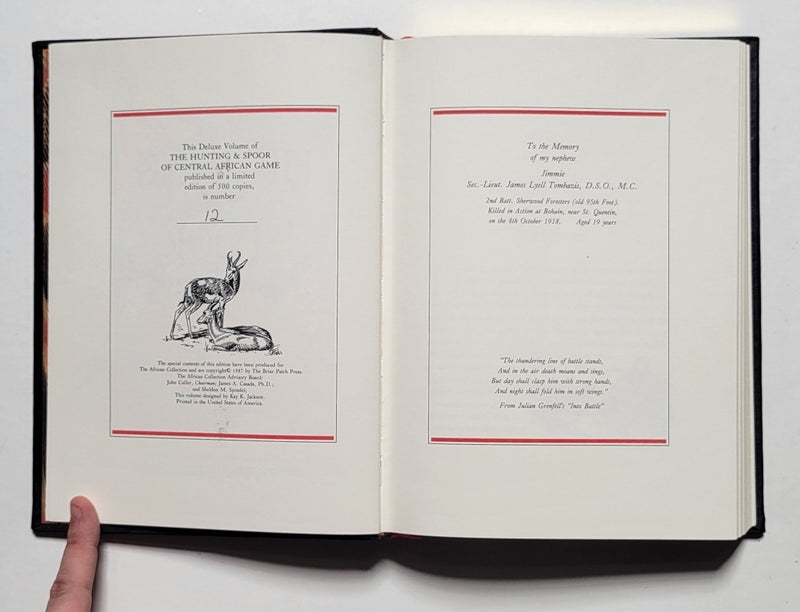 This Deluxe Volume of
THE HUNTING & SPOOR
OF CENTRAL AFRICAN GAME
published in a limited
edition of 500 copies,
is number
12
The special contents of this edition have been produced for
The African Collection and are copyright© 1987 by The Briar Patch Press.
The African Collection Advisory Board:
John Culler, Chairman; James A. Casada, Ph.D.;
and Sheldon M. Spindel;
This volume designed by Kay K. Jackson.
Printed in the United States of America.
To the Memory
of my nephew
Jimmie
Sec.-Lieut. James Lyell Tombazis, D.S.O., M.C.
2nd Batt. Sherwood Foresters (old 95th Foot).
Killed in Action at Bohain, near St. Quentin,
on the 8th October 1918. Aged 19 years
"The thundering line of battle stands,
And in the air death moans and sings,
But day shall clasp him with strong hands,
And night shall fold him in soft wings."
From Julian Grenfell's "Into Battle"